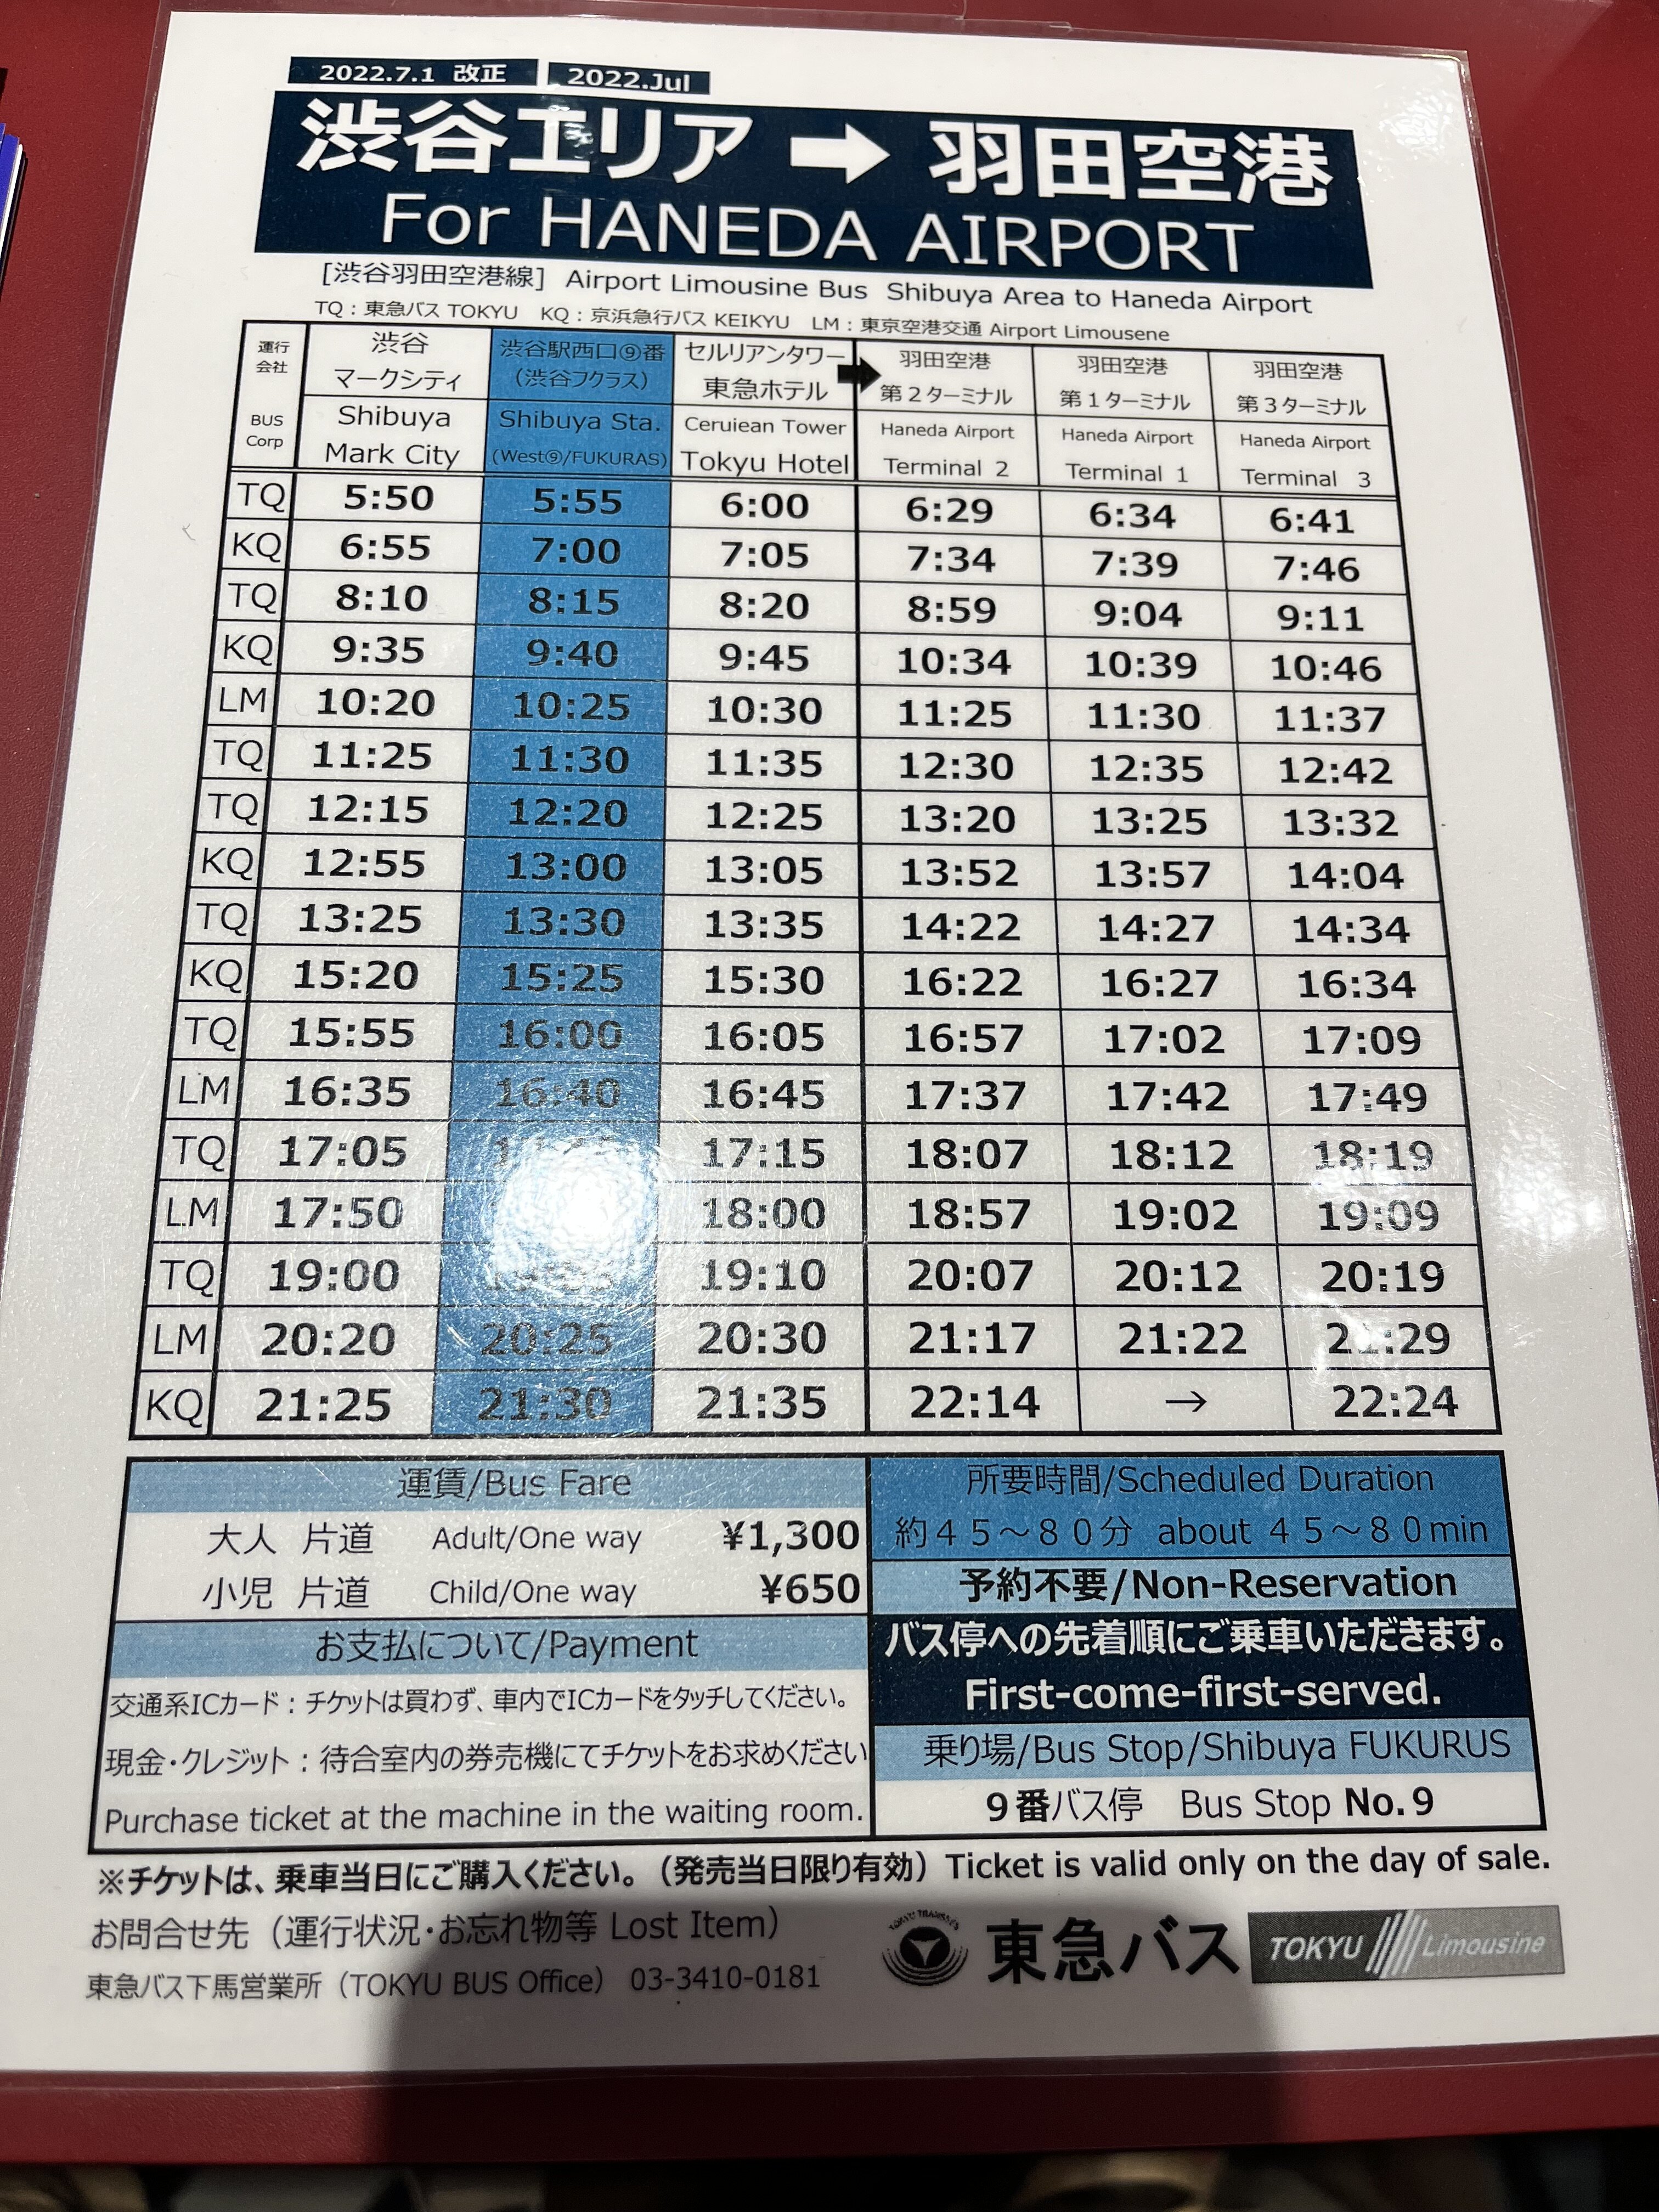 2022.7.1 改正 2022.Jul
渋谷エリア ➡ 羽田空港
For HANEDA AIRPORT
[渋谷羽田空港線] Airport Limousine Bus Shibuya Area to Haneda Airport
TQ：東急バス TOKYU KQ：京浜急行バス KEIKYU LM：東京空港交通 Airport Limousene
運行会社 渋谷マークシティ 渋谷駅西口⑨番（渋谷フクラス） セルリアンタワー東急ホテル ➡ 羽田空港第２ターミナル 羽田空港第１ターミナル 羽田空港第３ターミナル
BUS Corp Shibuya Mark City Shibuya Sta. (West⑨/FUKURAS) Ceruiean Tower Tokyu Hotel Haneda Airport Terminal 2 Haneda Airport Terminal 1 Haneda Airport Terminal 3
TQ 5:50 5:55 6:00 6:29 6:34 6:41
KQ 6:55 7:00 7:05 7:34 7:39 7:46
TQ 8:10 8:15 8:20 8:59 9:04 9:11
KQ 9:35 9:40 9:45 10:34 10:39 10:46
LM 10:20 10:25 10:30 11:25 11:30 11:37
TQ 11:25 11:30 11:35 12:30 12:35 12:42
TQ 12:15 12:20 12:25 13:20 13:25 13:32
KQ 12:55 13:00 13:05 13:52 13:57 14:04
TQ 13:25 13:30 13:35 14:22 14:27 14:34
KQ 15:20 15:25 15:30 16:22 16:27 16:34
TQ 15:55 16:00 16:05 16:57 17:02 17:09
LM 16:35 16:40 16:45 17:37 17:42 17:49
TQ 17:05 17:15 18:07 18:12 18:19
LM 17:50 18:00 18:57 19:02 19:09
TQ 19:00 19:10 20:07 20:12 20:19
LM 20:20 20:25 20:30 21:17 21:22 21:29
KQ 21:25 21:30 21:35 22:14 → 22:24
運賃/Bus Fare
大人 片道 Adult/One way ¥1,300
小児 片道 Child/One way ¥650
お支払について/Payment
交通系ICカード：チケットは買わず、車内でICカードをタッチしてください。
現金・クレジット：待合室内の券売機にてチケットをお求めください
Purchase ticket at the machine in the waiting room.
所要時間/Scheduled Duration
約４５～８０分 about ４５～８０min
予約不要/Non-Reservation
バス停への先着順にご乗車いただきます。
First-come-first-served.
乗り場/Bus Stop/Shibuya FUKURUS
９番バス停 Bus Stop No.9
※チケットは、乗車当日にご購入ください。（発売当日限り有効）Ticket is valid only on the day of sale.
お問合せ先（運行状況・お忘れ物等 Lost Item）
東急バス下馬営業所（TOKYU BUS Office） 03-3410-0181
東急バス TOKYU Limousine